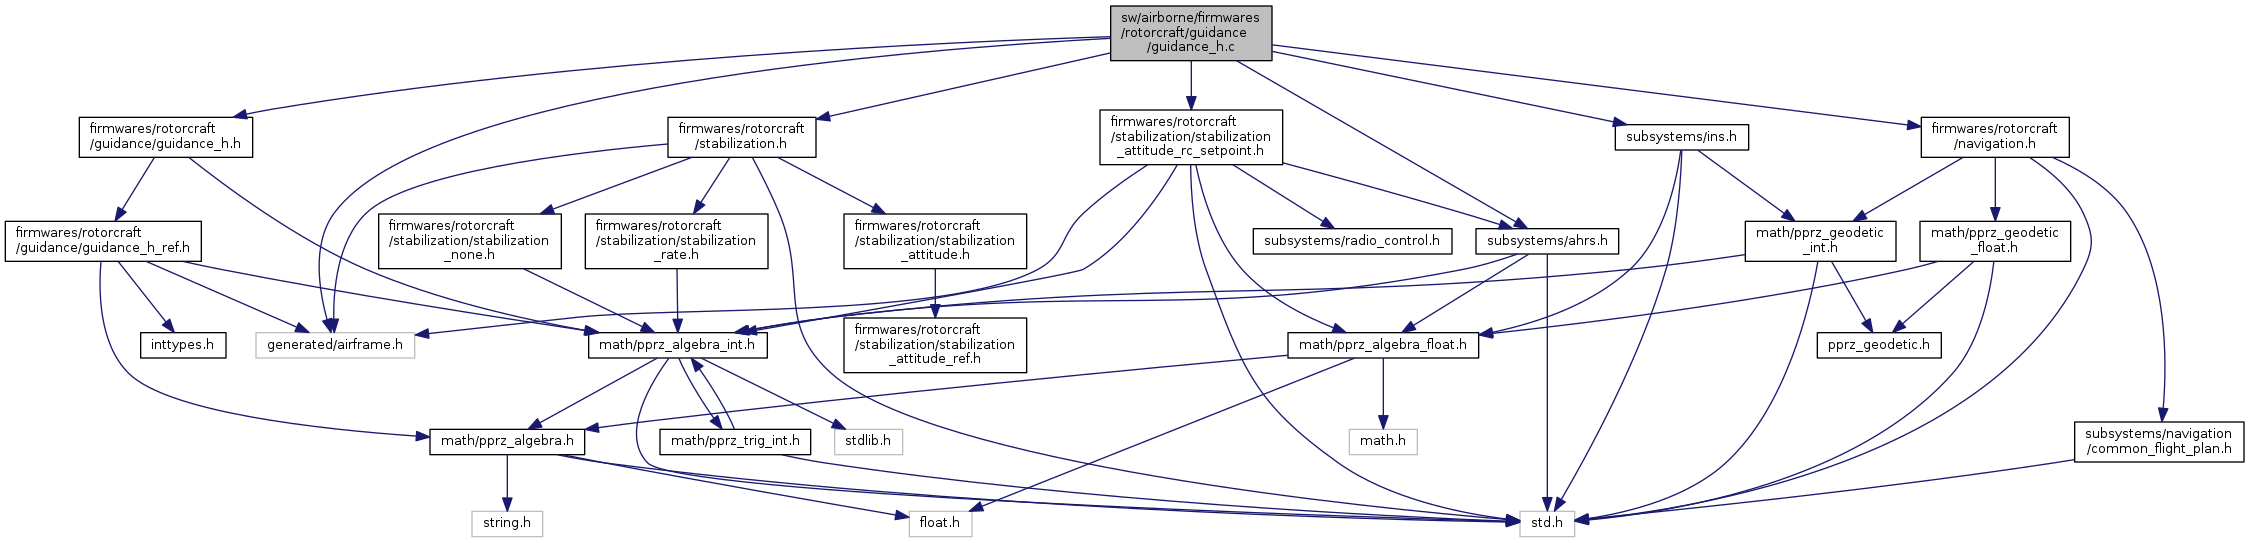 sw/airborne/firmwares
/rotorcraft/guidance
/guidance_h.c
firmwares/rotorcraft
/guidance/guidance_h.h
firmwares/rotorcraft
/stabilization.h
firmwares/rotorcraft
/stabilization/stabilization
_attitude_rc_setpoint.h
subsystems/ins.h
firmwares/rotorcraft
/navigation.h
firmwares/rotorcraft
/guidance/guidance_h_ref.h
firmwares/rotorcraft
/stabilization/stabilization
_none.h
firmwares/rotorcraft
/stabilization/stabilization
_rate.h
firmwares/rotorcraft
/stabilization/stabilization
_attitude.h
subsystems/radio_control.h
subsystems/ahrs.h
math/pprz_geodetic
_int.h
math/pprz_geodetic
_float.h
inttypes.h
generated/airframe.h
math/pprz_algebra_int.h
firmwares/rotorcraft
/stabilization/stabilization
_attitude_ref.h
math/pprz_algebra_float.h
pprz_geodetic.h
math/pprz_algebra.h
math/pprz_trig_int.h
stdlib.h
math.h
subsystems/navigation
/common_flight_plan.h
string.h
float.h
std.h